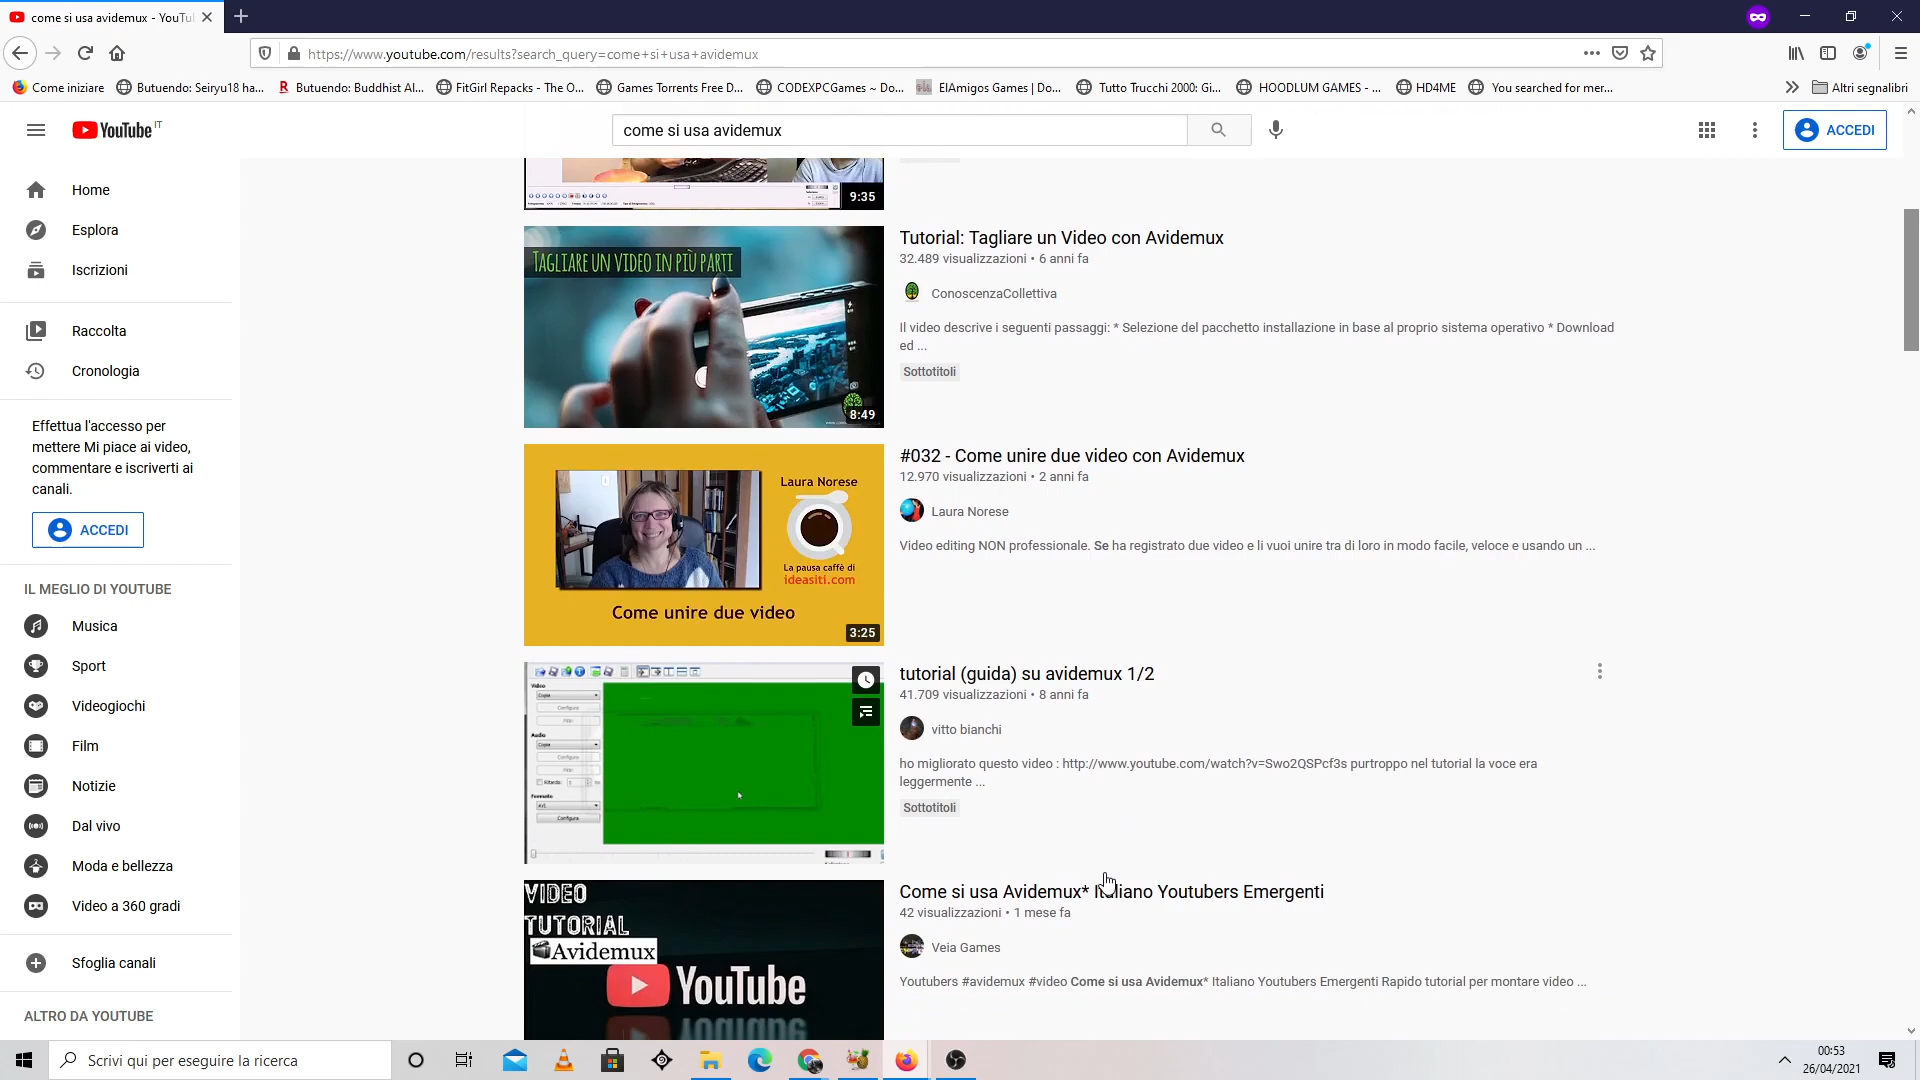 come si usa avidemux - YouTu
https://www.youtube.com/results?search_query=come+si+usa+avidemux
Come iniziare
Butuendo: Seiryu18 ha...
Butuendo: Buddhist Al...
FitGirl Repacks - The O...
Games Torrents Free D...
CODEXPCGames ~ Do...
ElAmigos Games | Do...
Tutto Trucchi 2000: Gi...
HOODLUM GAMES - ...
HD4ME
You searched for mer...
Altri segnalibri
YouTube IT
come si usa avidemux
ACCEDI
Home
Esplora
Iscrizioni
Raccolta
Cronologia
Effettua l'accesso per
mettere Mi piace ai video,
commentare e iscriverti ai
canali.
ACCEDI
IL MEGLIO DI YOUTUBE
Musica
Sport
Videogiochi
Film
Notizie
Dal vivo
Moda e bellezza
Video a 360 gradi
Sfoglia canali
ALTRO DA YOUTUBE
9:35
TAGLIARE UN VIDEO IN PIÙ PARTI
8:49
Tutorial: Tagliare un Video con Avidemux
32.489 visualizzazioni • 6 anni fa
ConoscenzaCollettiva
Il video descrive i seguenti passaggi: * Selezione del pacchetto installazione in base al proprio sistema operativo * Download
ed ...
Sottotitoli
Laura Norese
La pausa caffè di
ideasiti.com
Come unire due video
3:25
#032 - Come unire due video con Avidemux
12.970 visualizzazioni • 2 anni fa
Laura Norese
Video editing NON professionale. Se ha registrato due video e li vuoi unire tra di loro in modo facile, veloce e usando un ...
Video
Copia
Configura
Filtri
Audio
Copia
Configura
Filtri
Ritardo:
Formato
AVI
Configura
tutorial (guida) su avidemux 1/2
41.709 visualizzazioni • 8 anni fa
vitto bianchi
ho migliorato questo video : http://www.youtube.com/watch?v=Swo2QSPcf3s purtroppo nel tutorial la voce era
leggermente ...
Sottotitoli
VIDEO
TUTORIAL
Avidemux
YouTube
Come si usa Avidemux* Italiano Youtubers Emergenti
42 visualizzazioni • 1 mese fa
Veia Games
Youtubers #avidemux #video Come si usa Avidemux* Italiano Youtubers Emergenti Rapido tutorial per montare video ...
Scrivi qui per eseguire la ricerca
00:53
26/04/2021